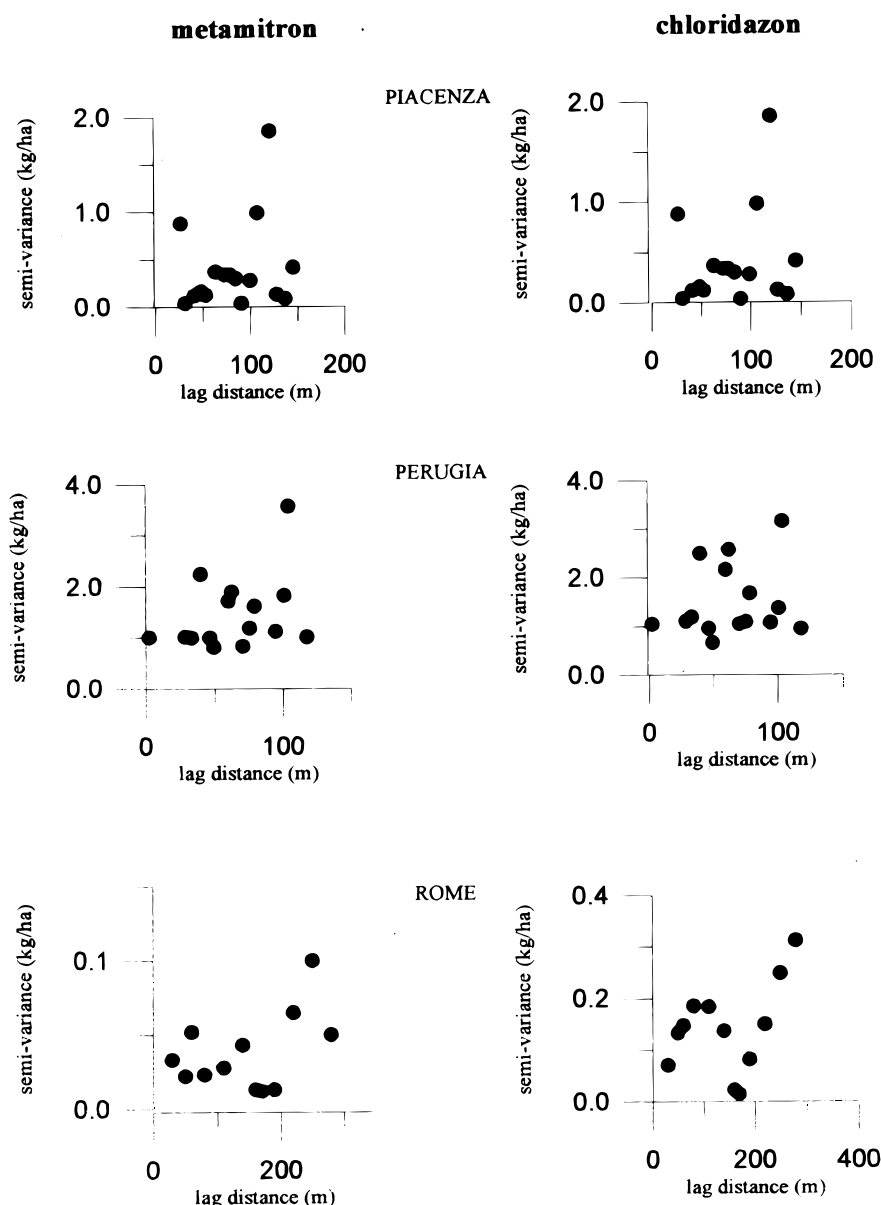 metamitron
chloridazon
PIACENZA
semi-variance (kg/ha)
2.0
1.0
0.0
0 100 200
lag distance (m)
semi-variance (kg/ha)
2.0
1.0
0.0
0 100 200
lag distance (m)
PERUGIA
semi-variance (kg/ha)
4.0
2.0
0.0
0 100
lag distance (m)
semi-variance (kg/ha)
4.0
2.0
0.0
0 100
lag distance (m)
ROME
semi-variance (kg/ha)
0.1
0.0
0 200
lag distance (m)
semi-variance (kg/ha)
0.4
0.2
0.0
0 200 400
lag distance (m)